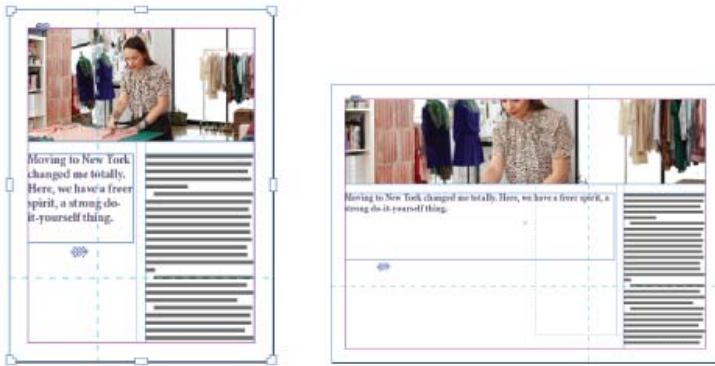 Moving to New York
changed me totally.
Here, we have a freer
spirit, a strong do-
it-yourself thing.
Moving to New York changed me totally. Here, we have a freer spirit, a
strong do-it-yourself thing.